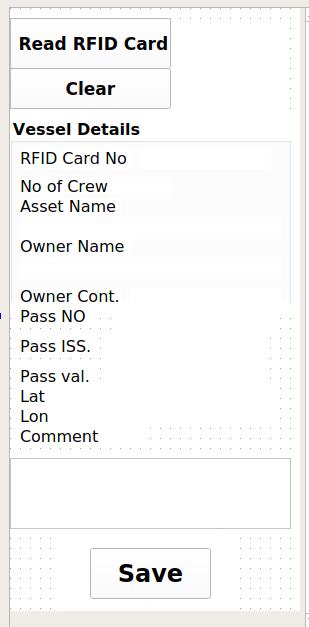 Read RFID Card
Clear
Vessel Details
RFID Card No
No of Crew
Asset Name
Owner Name
Owner Cont.
Pass NO
Pass ISS.
Pass val.
Lat
Lon
Comment
Save